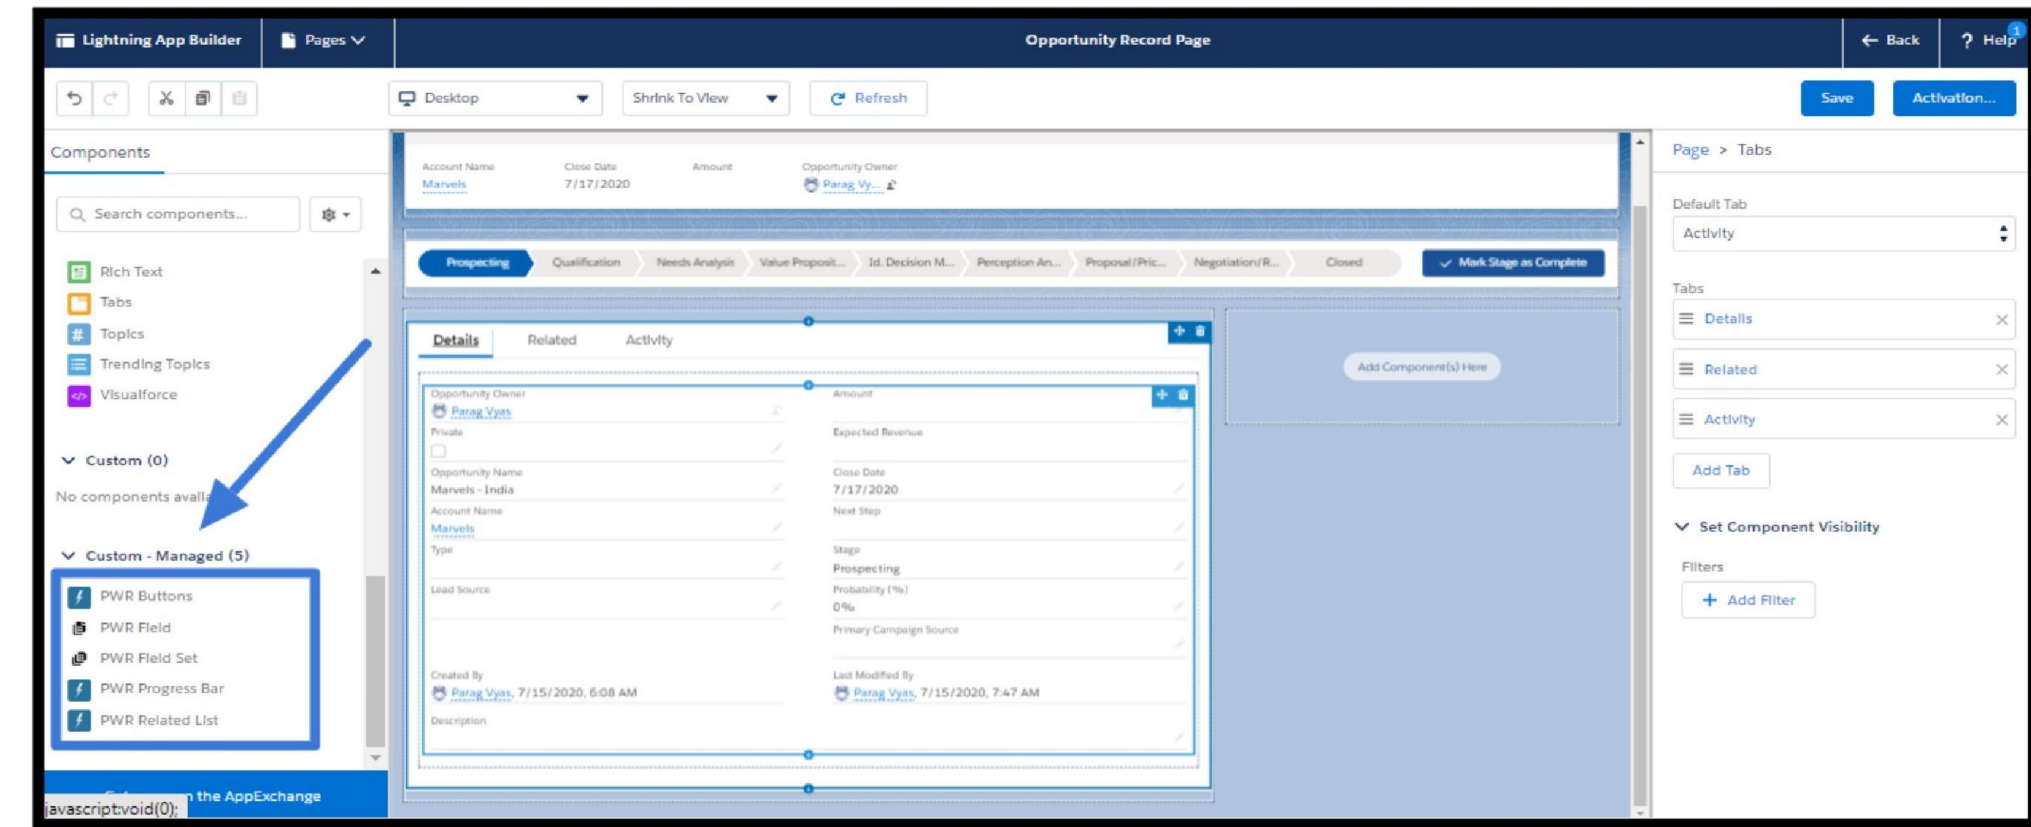 Lightning App Builder
Pages
Opportunity Record Page
Back
? Help
1
Desktop
Shrink To View
Refresh
Save
Activation...
Components
Search components...
Rich Text
Tabs
# Topics
Trending Topics
</> Visualforce
Custom (0)
No components
Custom - Managed (5)
PWR Buttons
PWR Field
PWR Field Set
PWR Progress Bar
PWR Related List
the AppExchange
javascript:void(0);
Account Name
Marvels
Close Date
7/17/2020
Amount
Opportunity Owner
Parag Vy...
Prospecting
Qualification
Needs Analysis
Value Proposit...
Id. Decision M...
Perception An...
Proposal/Pric...
Negotiation/R...
Closed
Mark Stage as Complete
Details
Related
Activity
Opportunity Owner
Parag Vyas
Amount
Private
Expected Revenue
Opportunity Name
Marvels - India
Close Date
7/17/2020
Account Name
Marvels
Next Step
Type
Stage
Prospecting
Lead Source
Probability (%)
0%
Primary Campaign Source
Created By
Parag Vyas, 7/15/2020, 6:08 AM
Last Modified By
Parag Vyas, 7/15/2020, 7:47 AM
Description
Add Component(s) Here
Page > Tabs
Default Tab
Activity
Tabs
Details
Related
Activity
Add Tab
Set Component Visibility
Filters
+ Add Filter